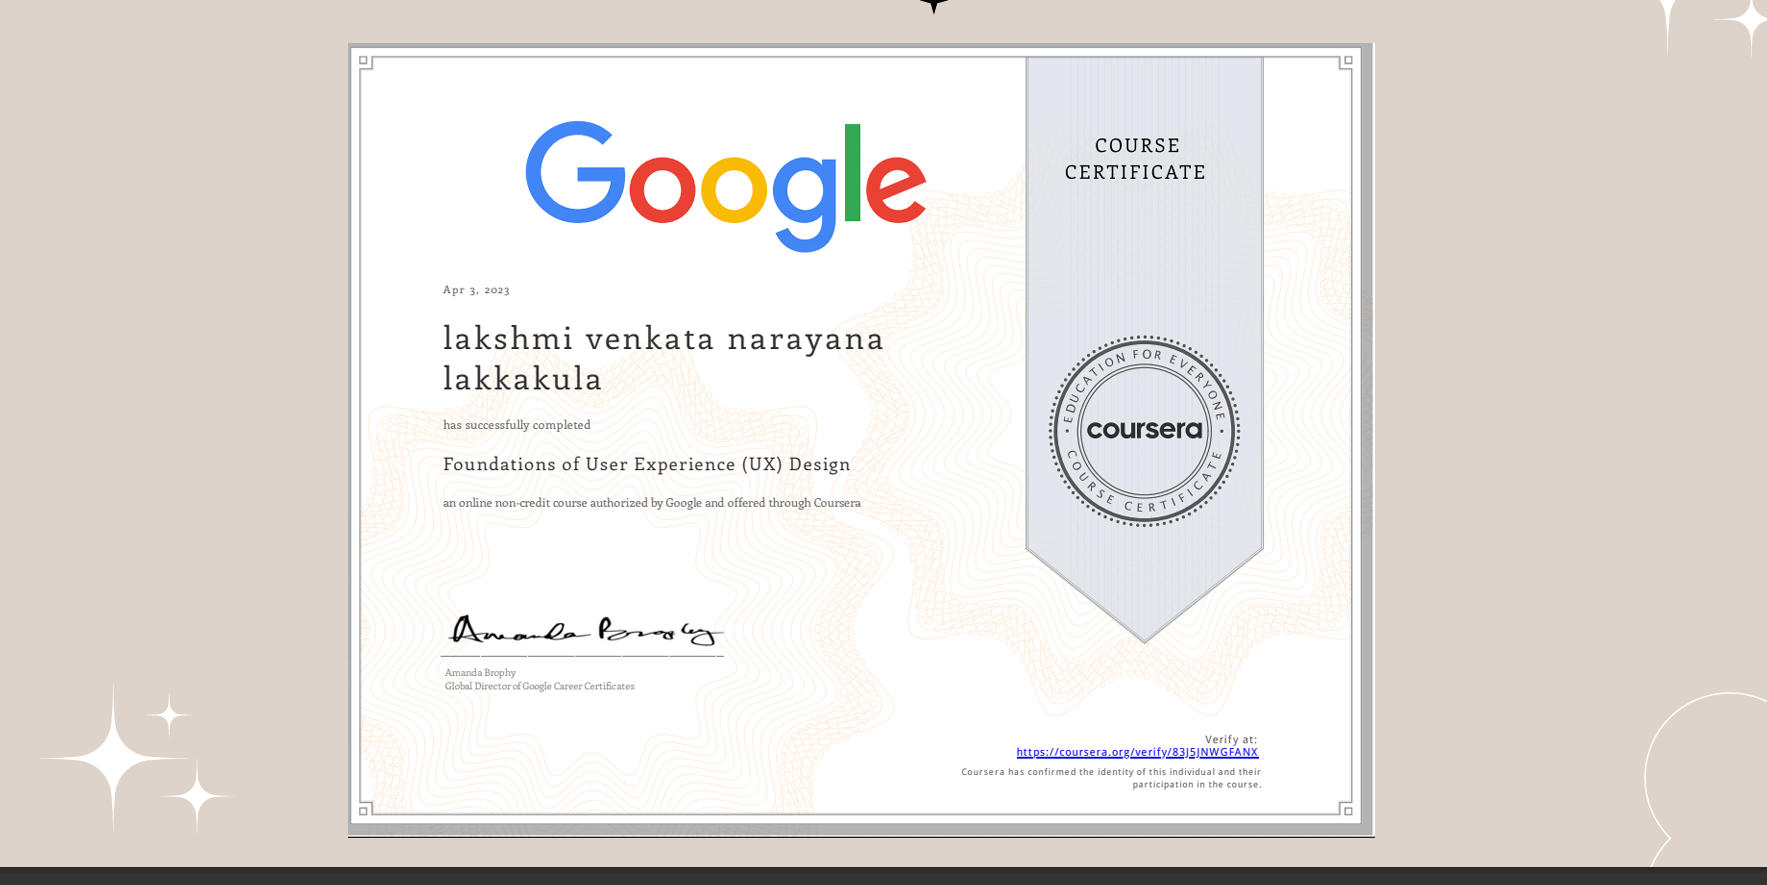 Google
COURSE
CERTIFICATE
Apr 3, 2023
lakshmi venkata narayana
lakkakula
has successfully completed
Foundations of User Experience (UX) Design
an online non-credit course authorized by Google and offered through Coursera
EDUCATION FOR EVERYONE
coursera
COURSE CERTIFICATE
Amanda Brophy
Amanda Brophy
Global Director of Google Career Certificates
Verify at:
https://coursera.org/verify/83J5JNWGFANX
Coursera has confirmed the identity of this individual and their
participation in the course.